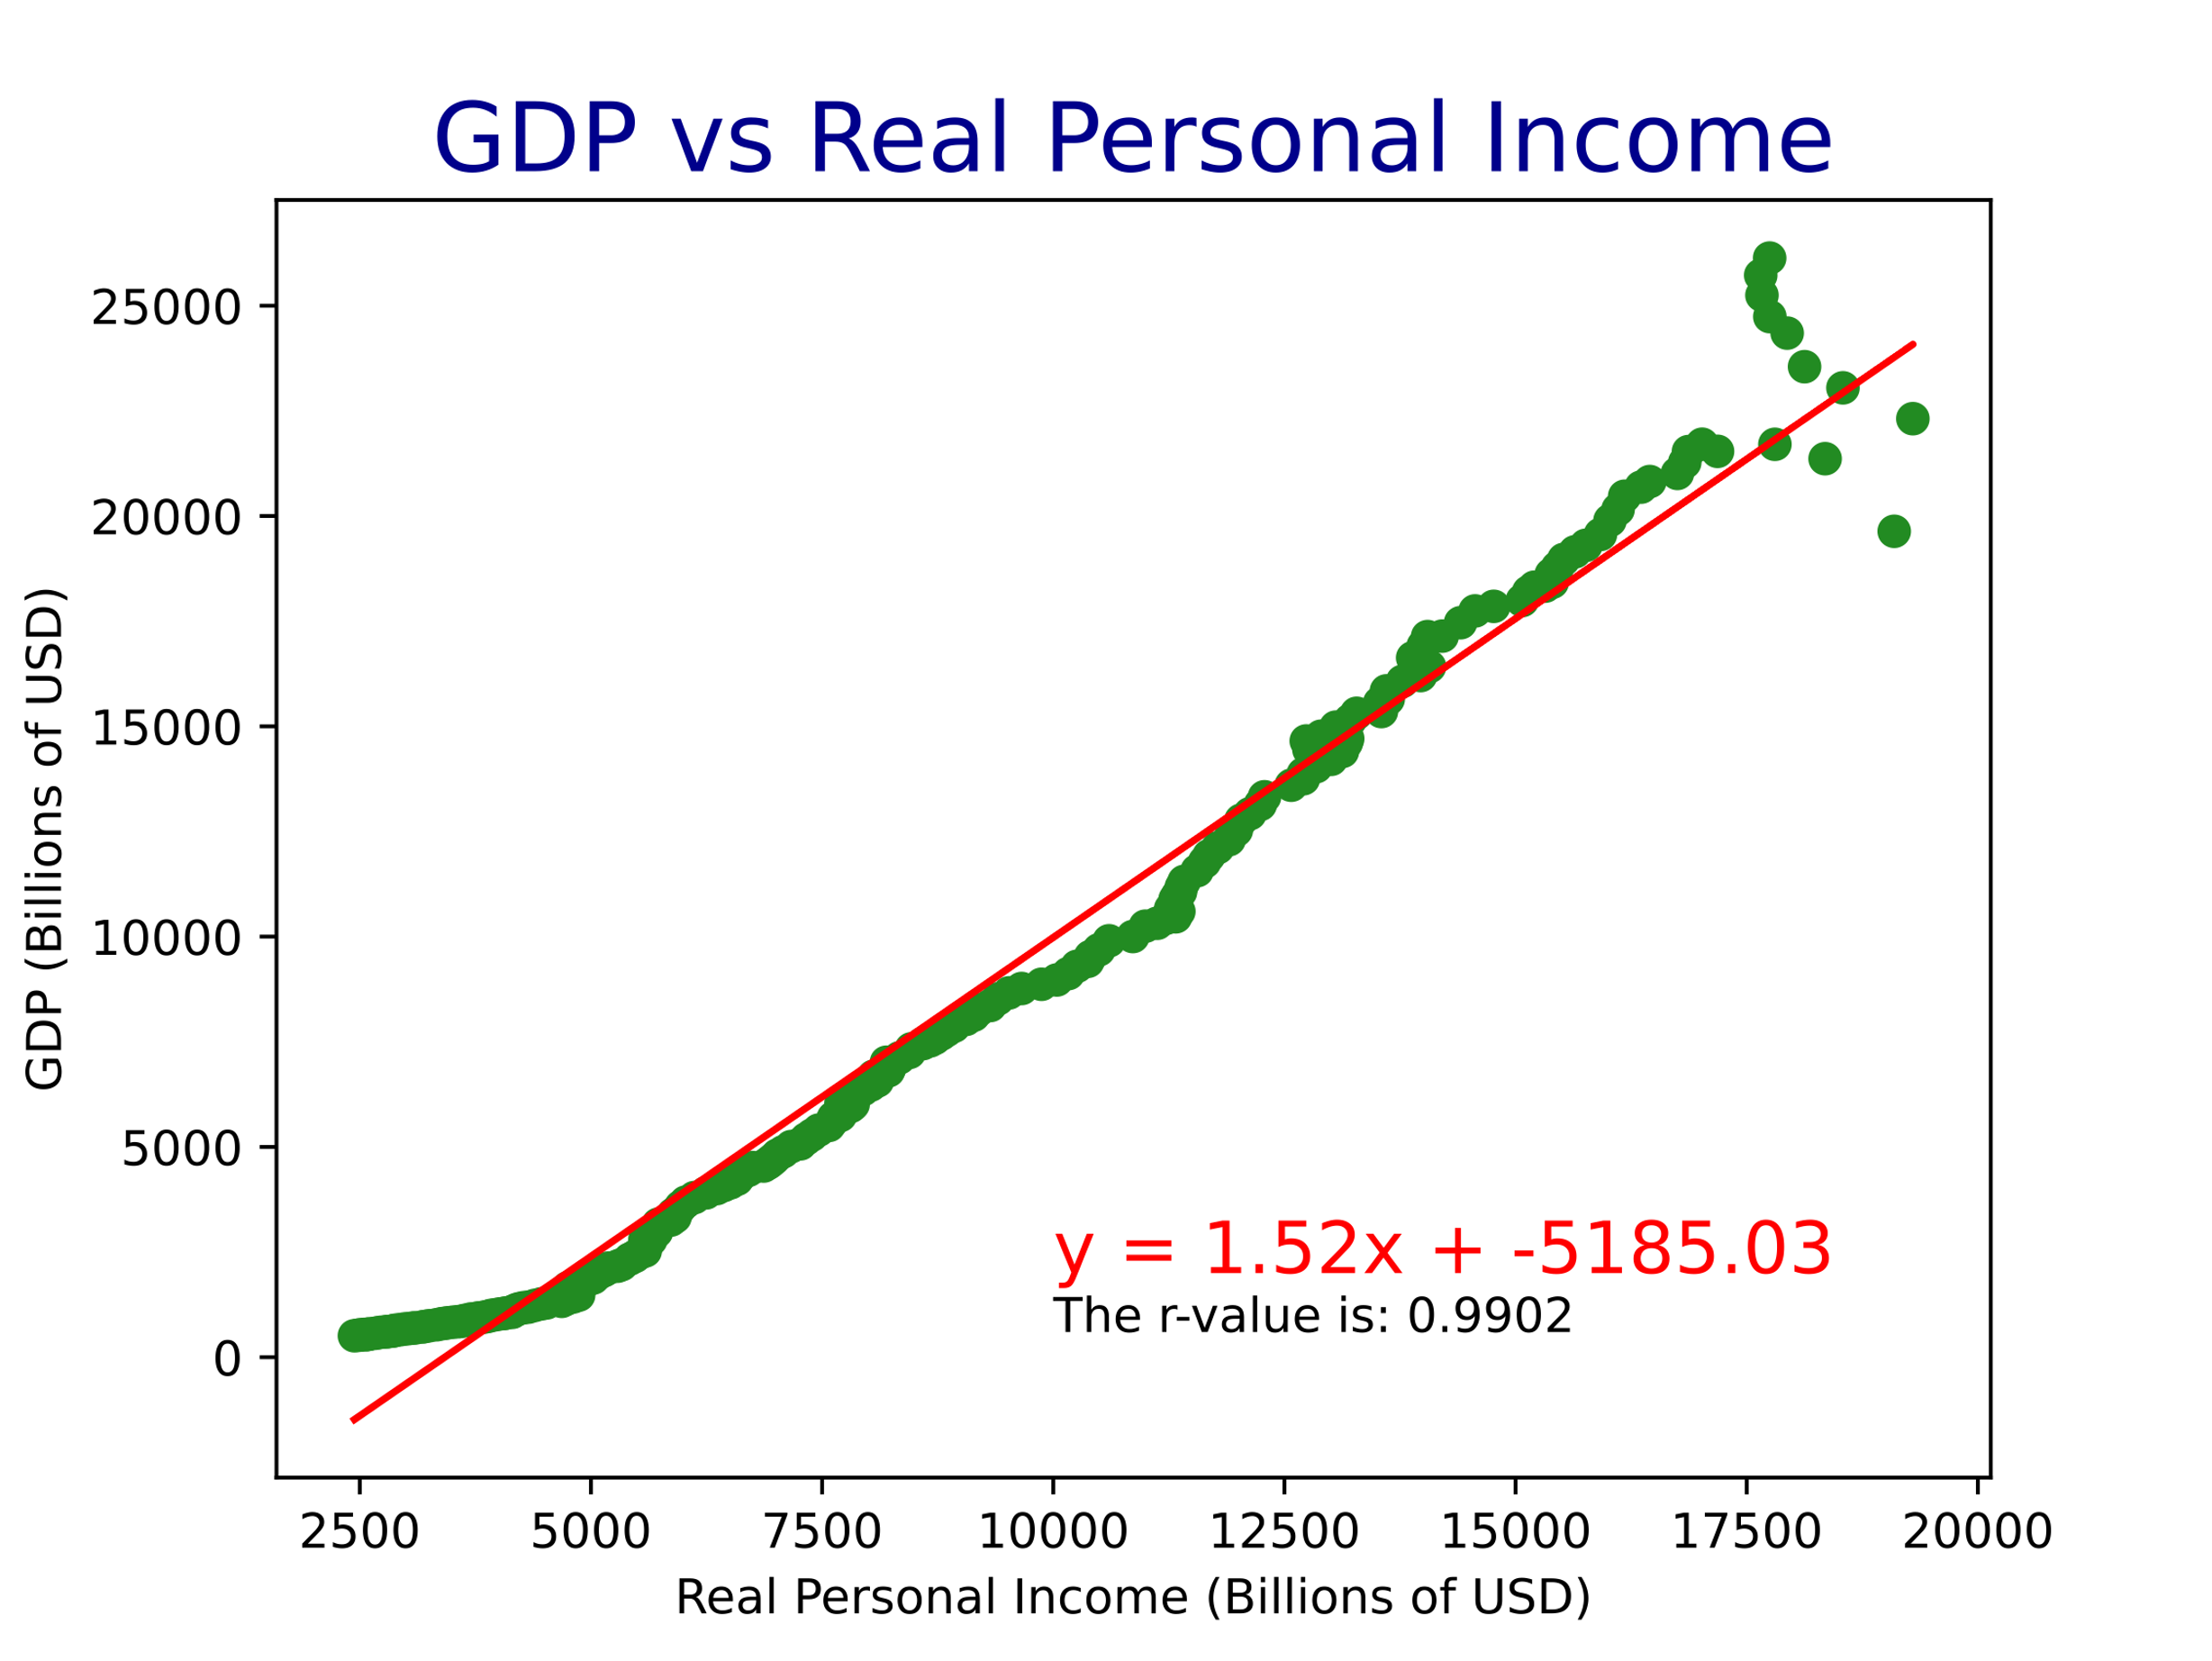 GDP vs Real Personal Income
GDP (Billions of USD)
25000
20000
15000
10000
5000
0
y = 1.52x + -5185.03
The r-value is: 0.9902
2500 5000 7500 10000 12500 15000 17500 20000
Real Personal Income (Billions of USD)